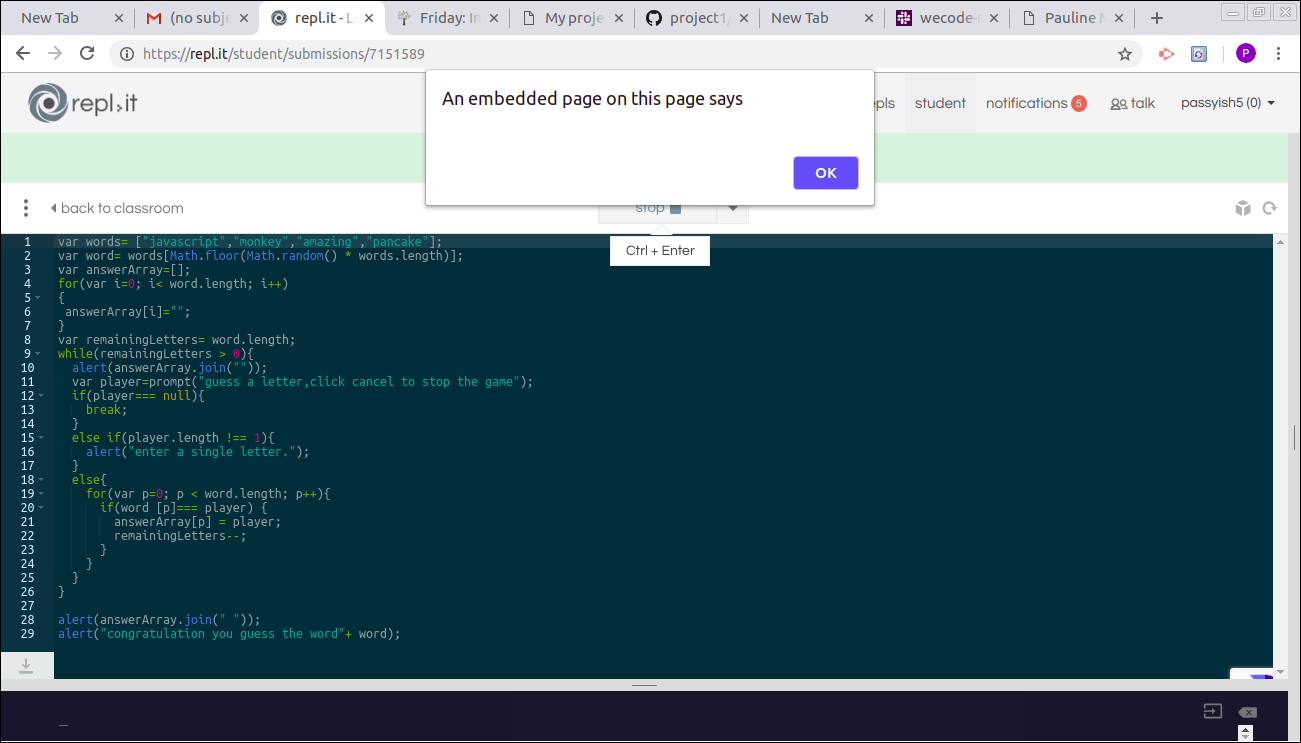 New Tab
(no subje
repl.it - L
Friday: In
My proje
project1/
New Tab
wecode-
Pauline
https://repl.it/student/submissions/7151589
P
An embedded page on this page says
OK
repl.it
pls
student
notifications 5
talk
passyish5 (0)
back to classroom
stop
Ctrl + Enter
1 var words= ["javascript","monkey","amazing","pancake"];
2 var word= words[Math.floor(Math.random() * words.length)];
3 var answerArray=[];
4 for(var i=0; i< word.length; i++)
5 {
6 answerArray[i]="";
7 }
8 var remainingLetters= word.length;
9 while(remainingLetters > 0){
10 alert(answerArray.join(""));
11 var player=prompt("guess a letter,click cancel to stop the game");
12 if(player=== null){
13 break;
14 }
15 else if(player.length !== 1){
16 alert("enter a single letter.");
17 }
18 else{
19 for(var p=0; p < word.length; p++){
20 if(word [p]=== player) {
21 answerArray[p] = player;
22 remainingLetters--;
23 }
24 }
25 }
26 }
27
28 alert(answerArray.join(" "));
29 alert("congratulation you guess the word"+ word);